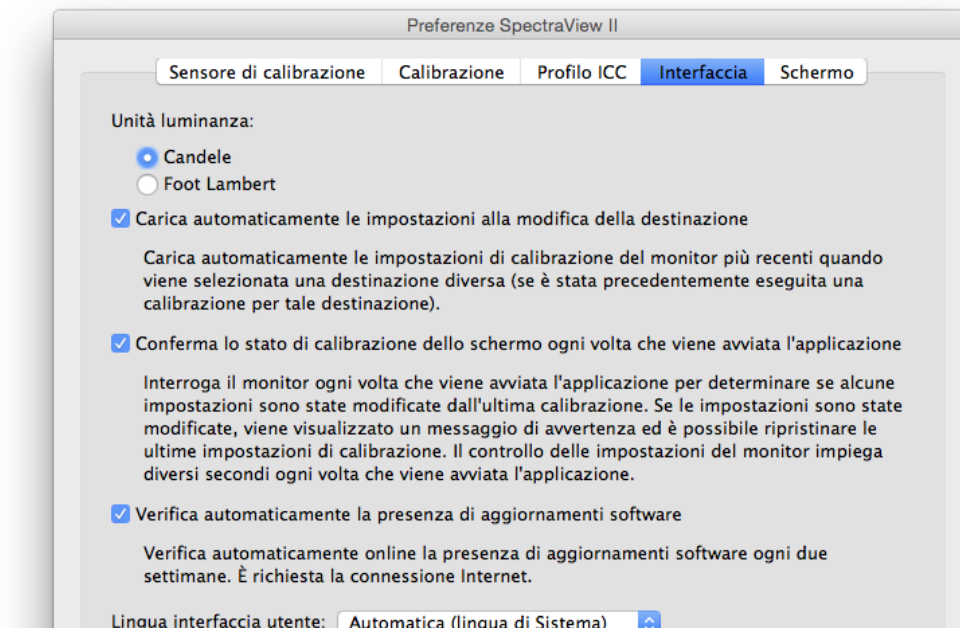 Preferenze SpectraView II
Sensore di calibrazione Calibrazione Profilo ICC Interfaccia Schermo
Unità luminanza:
Candele
Foot Lambert
Carica automaticamente le impostazioni alla modifica della destinazione
Carica automaticamente le impostazioni di calibrazione del monitor più recenti quando
viene selezionata una destinazione diversa (se è stata precedentemente eseguita una
calibrazione per tale destinazione).
Conferma lo stato di calibrazione dello schermo ogni volta che viene avviata l'applicazione
Interroga il monitor ogni volta che viene avviata l'applicazione per determinare se alcune
impostazioni sono state modificate dall'ultima calibrazione. Se le impostazioni sono state
modificate, viene visualizzato un messaggio di avvertenza ed è possibile ripristinare le
ultime impostazioni di calibrazione. Il controllo delle impostazioni del monitor impiega
diversi secondi ogni volta che viene avviata l'applicazione.
Verifica automaticamente la presenza di aggiornamenti software
Verifica automaticamente online la presenza di aggiornamenti software ogni due
settimane. È richiesta la connessione Internet.
Lingua interfaccia utente: Automatica (lingua di Sistema)